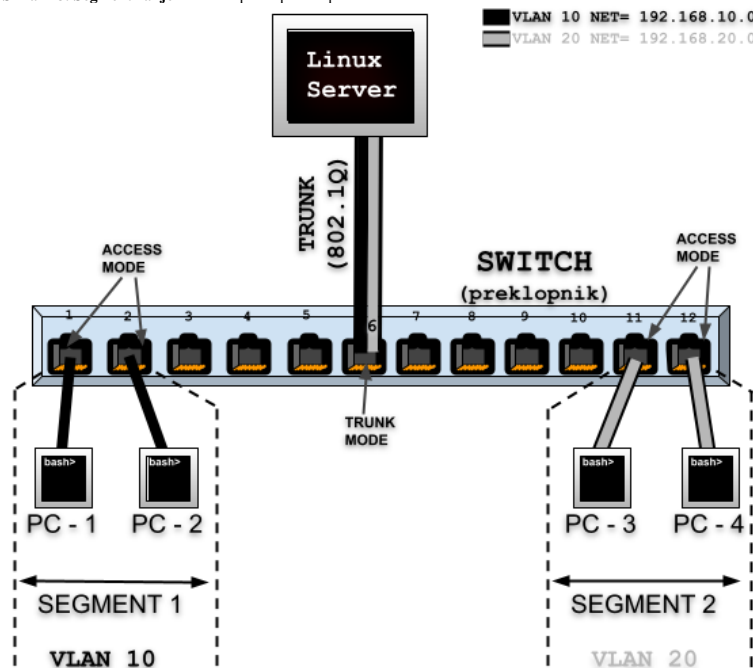 VLAN 10 NET= 192.168.10.0
VLAN 20 NET= 192.168.20.0
Linux
Server
TRUNK
(802.1Q)
ACCESS
MODE
SWITCH
(preklopnik)
ACCESS
MODE
1 2 3 4 5 6 7 8 9 10 11 12
TRUNK
MODE
bash> bash> bash> bash>
PC - 1 PC - 2 PC - 3 PC - 4
SEGMENT 1 SEGMENT 2
VLAN 10 VLAN 20